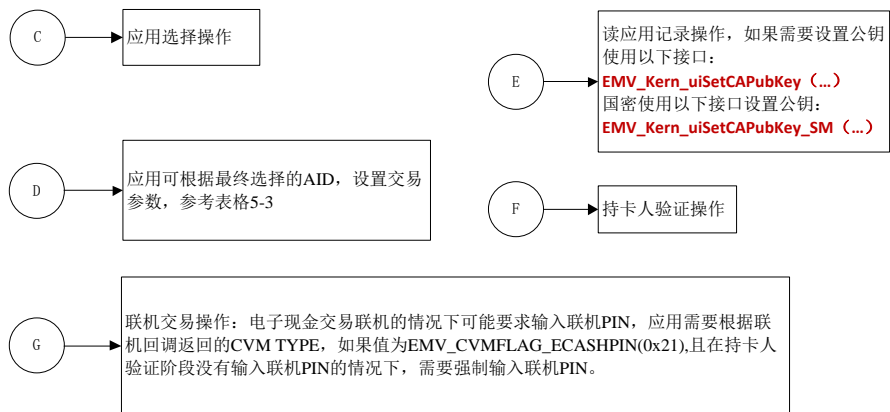 C
应用选择操作
E
读应用记录操作，如果需要设置公钥
使用以下接口：
EMV_Kern_uiSetCAPubKey（…）
国密使用以下接口设置公钥：
EMV_Kern_uiSetCAPubKey_SM（…）
D
应用可根据最终选择的AID，设置交易
参数，参考表格5-3
F
持卡人验证操作
G
联机交易操作：电子现金交易联机的情况下可能要求输入联机PIN，应用需要根据联
机回调返回的CVM TYPE，如果值为EMV_CVMFLAG_ECASHPIN(0x21),且在持卡人
验证阶段没有输入联机PIN的情况下，需要强制输入联机PIN。